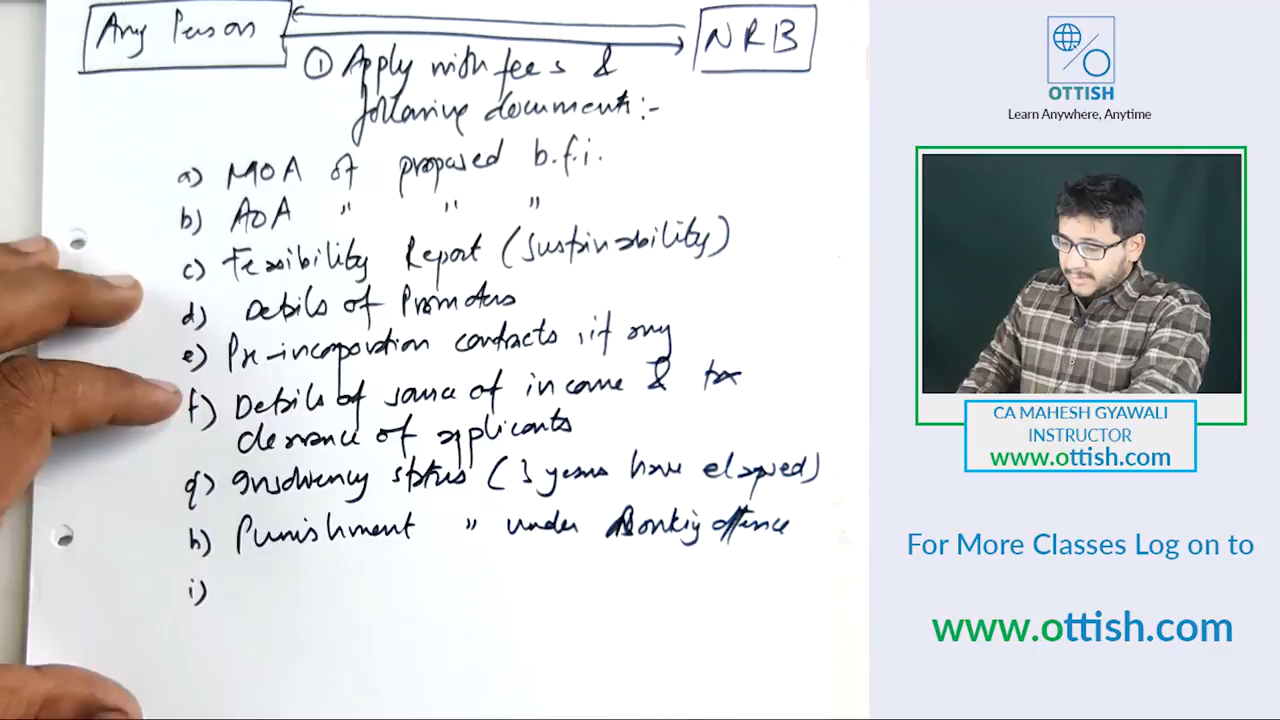 Any Person
NRB
① Apply with fees &
following documents:-
a) MOA of proposed b.f.i.
b) AOA " " "
c) Feasibility Report (sustainability)
d) Details of Promoters
e) Pre-incorporation contracts, if any
f) Details of source of income & tax
clearance of applicants
g) Insolvency status (3 years have elapsed)
h) Punishment " under Banking offence
i)
OTTISH
Learn Anywhere, Anytime
CA MAHESH GYAWALI
INSTRUCTOR
www.ottish.com
For More Classes Log on to
www.ottish.com